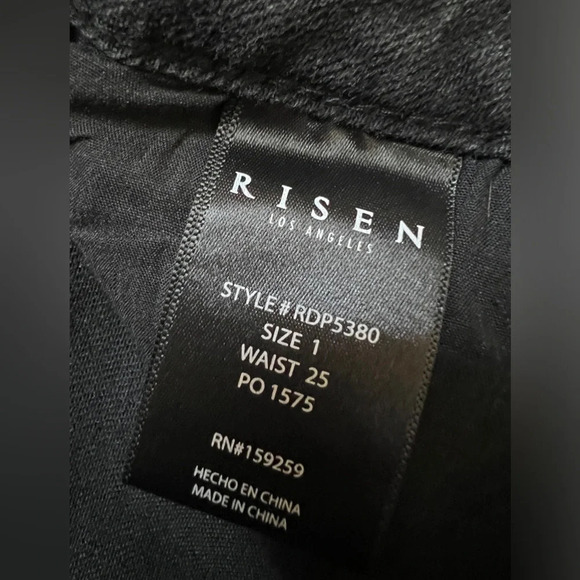 RISEN
LOS ANGELES
STYLE# RDP5380
SIZE 1
WAIST 25
PO 1575
RN#159259
HECHO EN CHINA
MADE IN CHINA